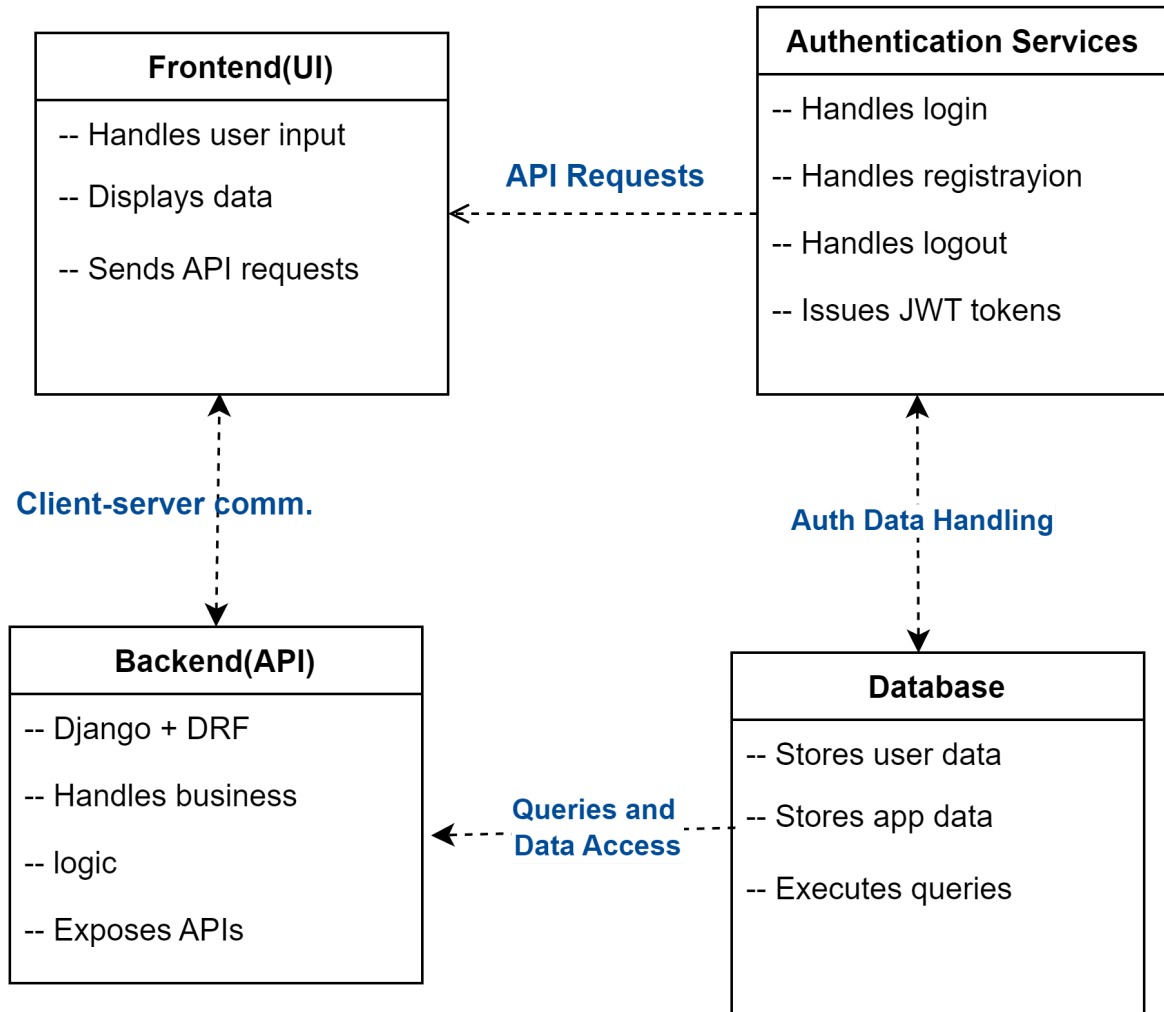 Frontend(UI)
-- Handles user input
-- Displays data
-- Sends API requests
API Requests
Authentication Services
-- Handles login
-- Handles registrayion
-- Handles logout
-- Issues JWT tokens
Client-server comm.
Auth Data Handling
Backend(API)
-- Django + DRF
-- Handles business
-- logic
-- Exposes APIs
Queries and
Data Access
Database
-- Stores user data
-- Stores app data
-- Executes queries